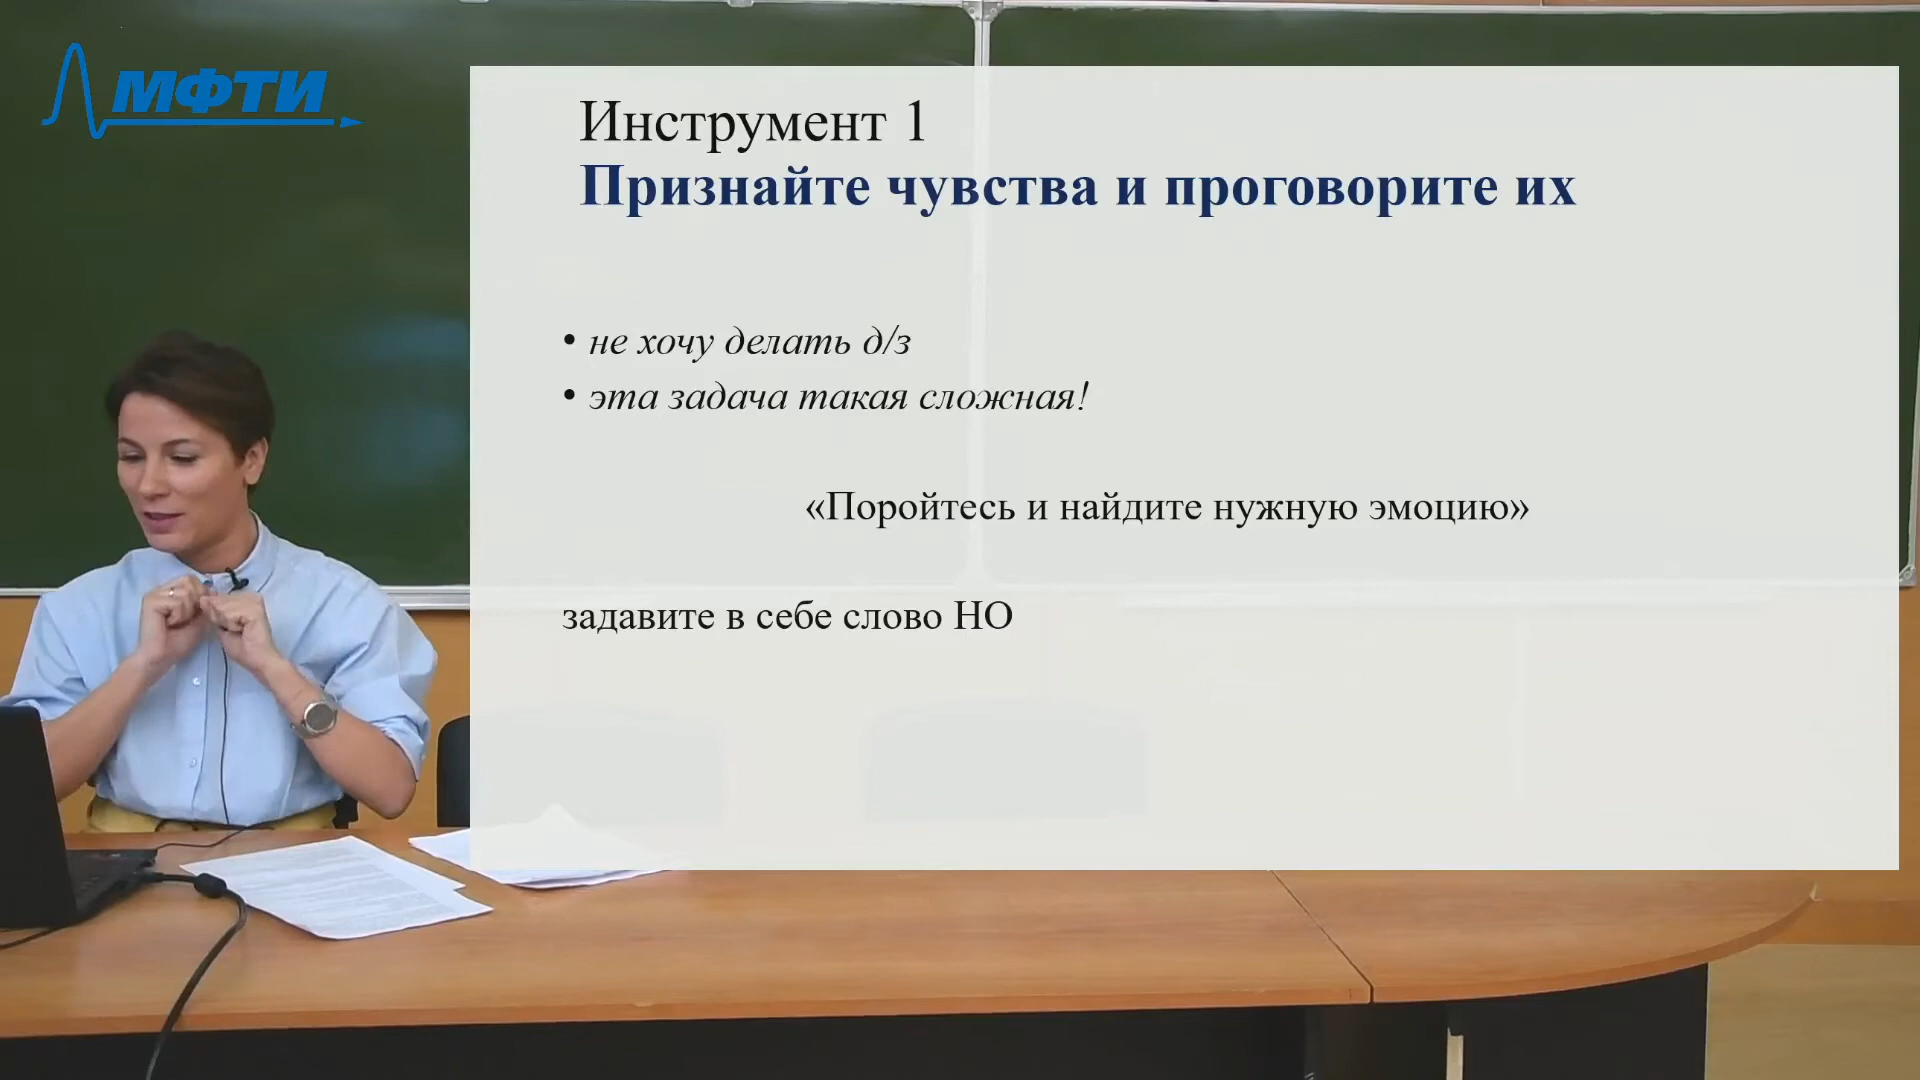 МФТИ
Инструмент 1
Признайте чувства и проговорите их
• не хочу делать д/з
• эта задача такая сложная!
«Поройтесь и найдите нужную эмоцию»
задавите в себе слово НО